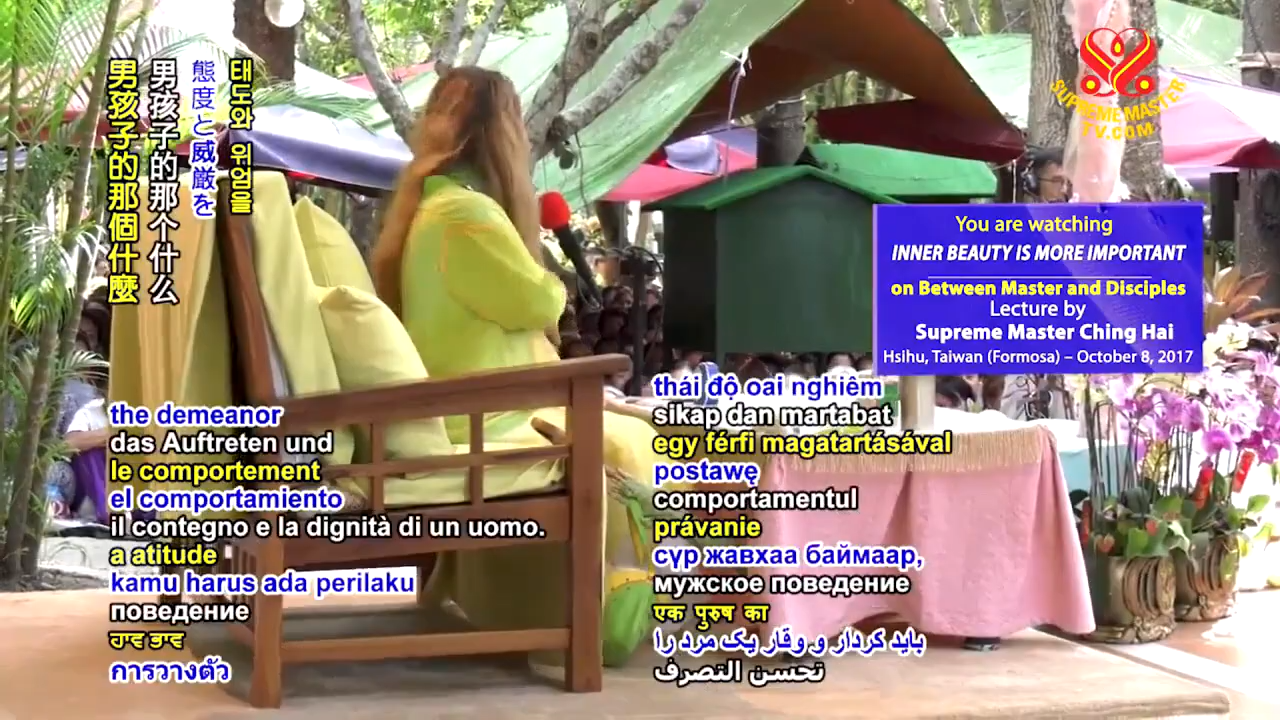 태도와 위엄을
態度と威厳を
男孩子的那个什么
男孩子的那個什麼
SUPREME MASTER
TV.COM
You are watching
INNER BEAUTY IS MORE IMPORTANT
on Between Master and Disciples
Lecture by
Supreme Master Ching Hai
Hsihu, Taiwan (Formosa) – October 8, 2017
the demeanor
das Auftreten und
le comportement
el comportamiento
il contegno e la dignità di un uomo.
a atitude
kamu harus ada perilaku
поведение
ਹਾਵ ਭਾਵ
การวางตัว
thái độ oai nghiêm
sikap dan martabat
egy férfi magatartásával
postawę
comportamentul
právanie
сүр жавхаа баймаар,
мужское поведение
एक पुरुष का
باید کردار و وقار یک مرد را
تحسن التصرف